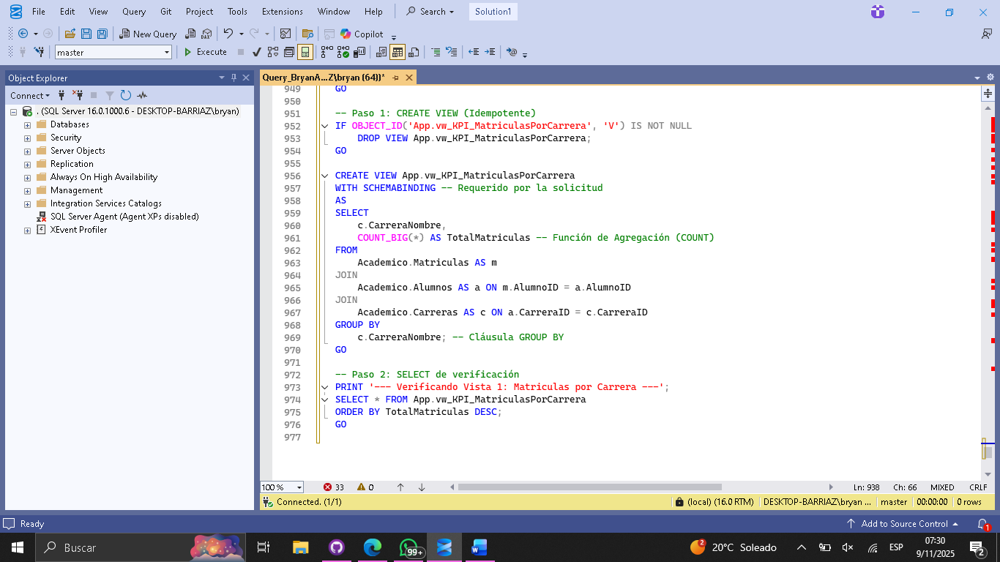 File Edit View Query Git Project Tools Extensions Window Help Search Solution1
New Query Copilot
master Execute
Object Explorer
Query_BryanA...Z\bryan (64))*
Connect
. (SQL Server 16.0.1000.6 - DESKTOP-BARRIAZ\bryan)
Databases
Security
Server Objects
Replication
Always On High Availability
Management
Integration Services Catalogs
SQL Server Agent (Agent XPs disabled)
XEvent Profiler
949 GO
950
951 -- Paso 1: CREATE VIEW (Idempotente)
952 IF OBJECT_ID('App.vw_KPI_MatriculasPorCarrera', 'V') IS NOT NULL
953 DROP VIEW App.vw_KPI_MatriculasPorCarrera;
954 GO
955
956 CREATE VIEW App.vw_KPI_MatriculasPorCarrera
957 WITH SCHEMABINDING -- Requerido por la solicitud
958 AS
959 SELECT
960 c.CarreraNombre,
961 COUNT_BIG(*) AS TotalMatriculas -- Función de Agregación (COUNT)
962 FROM
963 Academico.Matriculas AS m
964 JOIN
965 Academico.Alumnos AS a ON m.AlumnoID = a.AlumnoID
966 JOIN
967 Academico.Carreras AS c ON a.CarreraID = c.CarreraID
968 GROUP BY
969 c.CarreraNombre; -- Cláusula GROUP BY
970 GO
971
972 -- Paso 2: SELECT de verificación
973 PRINT '--- Verificando Vista 1: Matriculas por Carrera ---';
974 SELECT * FROM App.vw_KPI_MatriculasPorCarrera
975 ORDER BY TotalMatriculas DESC;
976 GO
977
100 % 33 0 Ln: 938 Ch: 66 MIXED CRLF
Connected. (1/1) (local) (16.0 RTM) DESKTOP-BARRIAZ\bryan ... master 00:00:00 0 rows
Ready Add to Source Control 1
Buscar 99+ 2 20°C Soleado ESP 07:30
9/11/2025 2